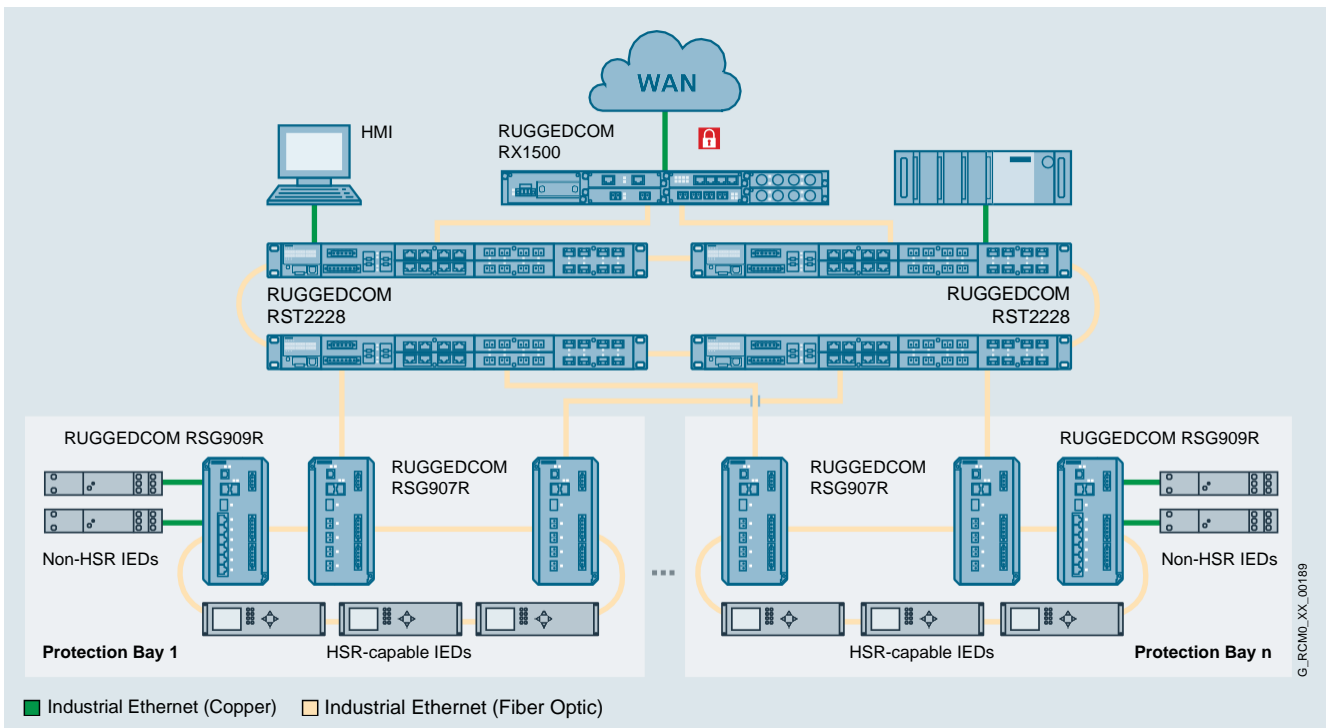 WAN
HMI
RUGGEDCOM
RX1500
RUGGEDCOM
RST2228
RUGGEDCOM
RST2228
RUGGEDCOM RSG909R
RUGGEDCOM
RSG907R
RUGGEDCOM
RSG907R
RUGGEDCOM RSG909R
Non-HSR IEDs
...
Non-HSR IEDs
Protection Bay 1
HSR-capable IEDs
HSR-capable IEDs
Protection Bay n
G_RCM0_XX_00189
Industrial Ethernet (Copper)
Industrial Ethernet (Fiber Optic)